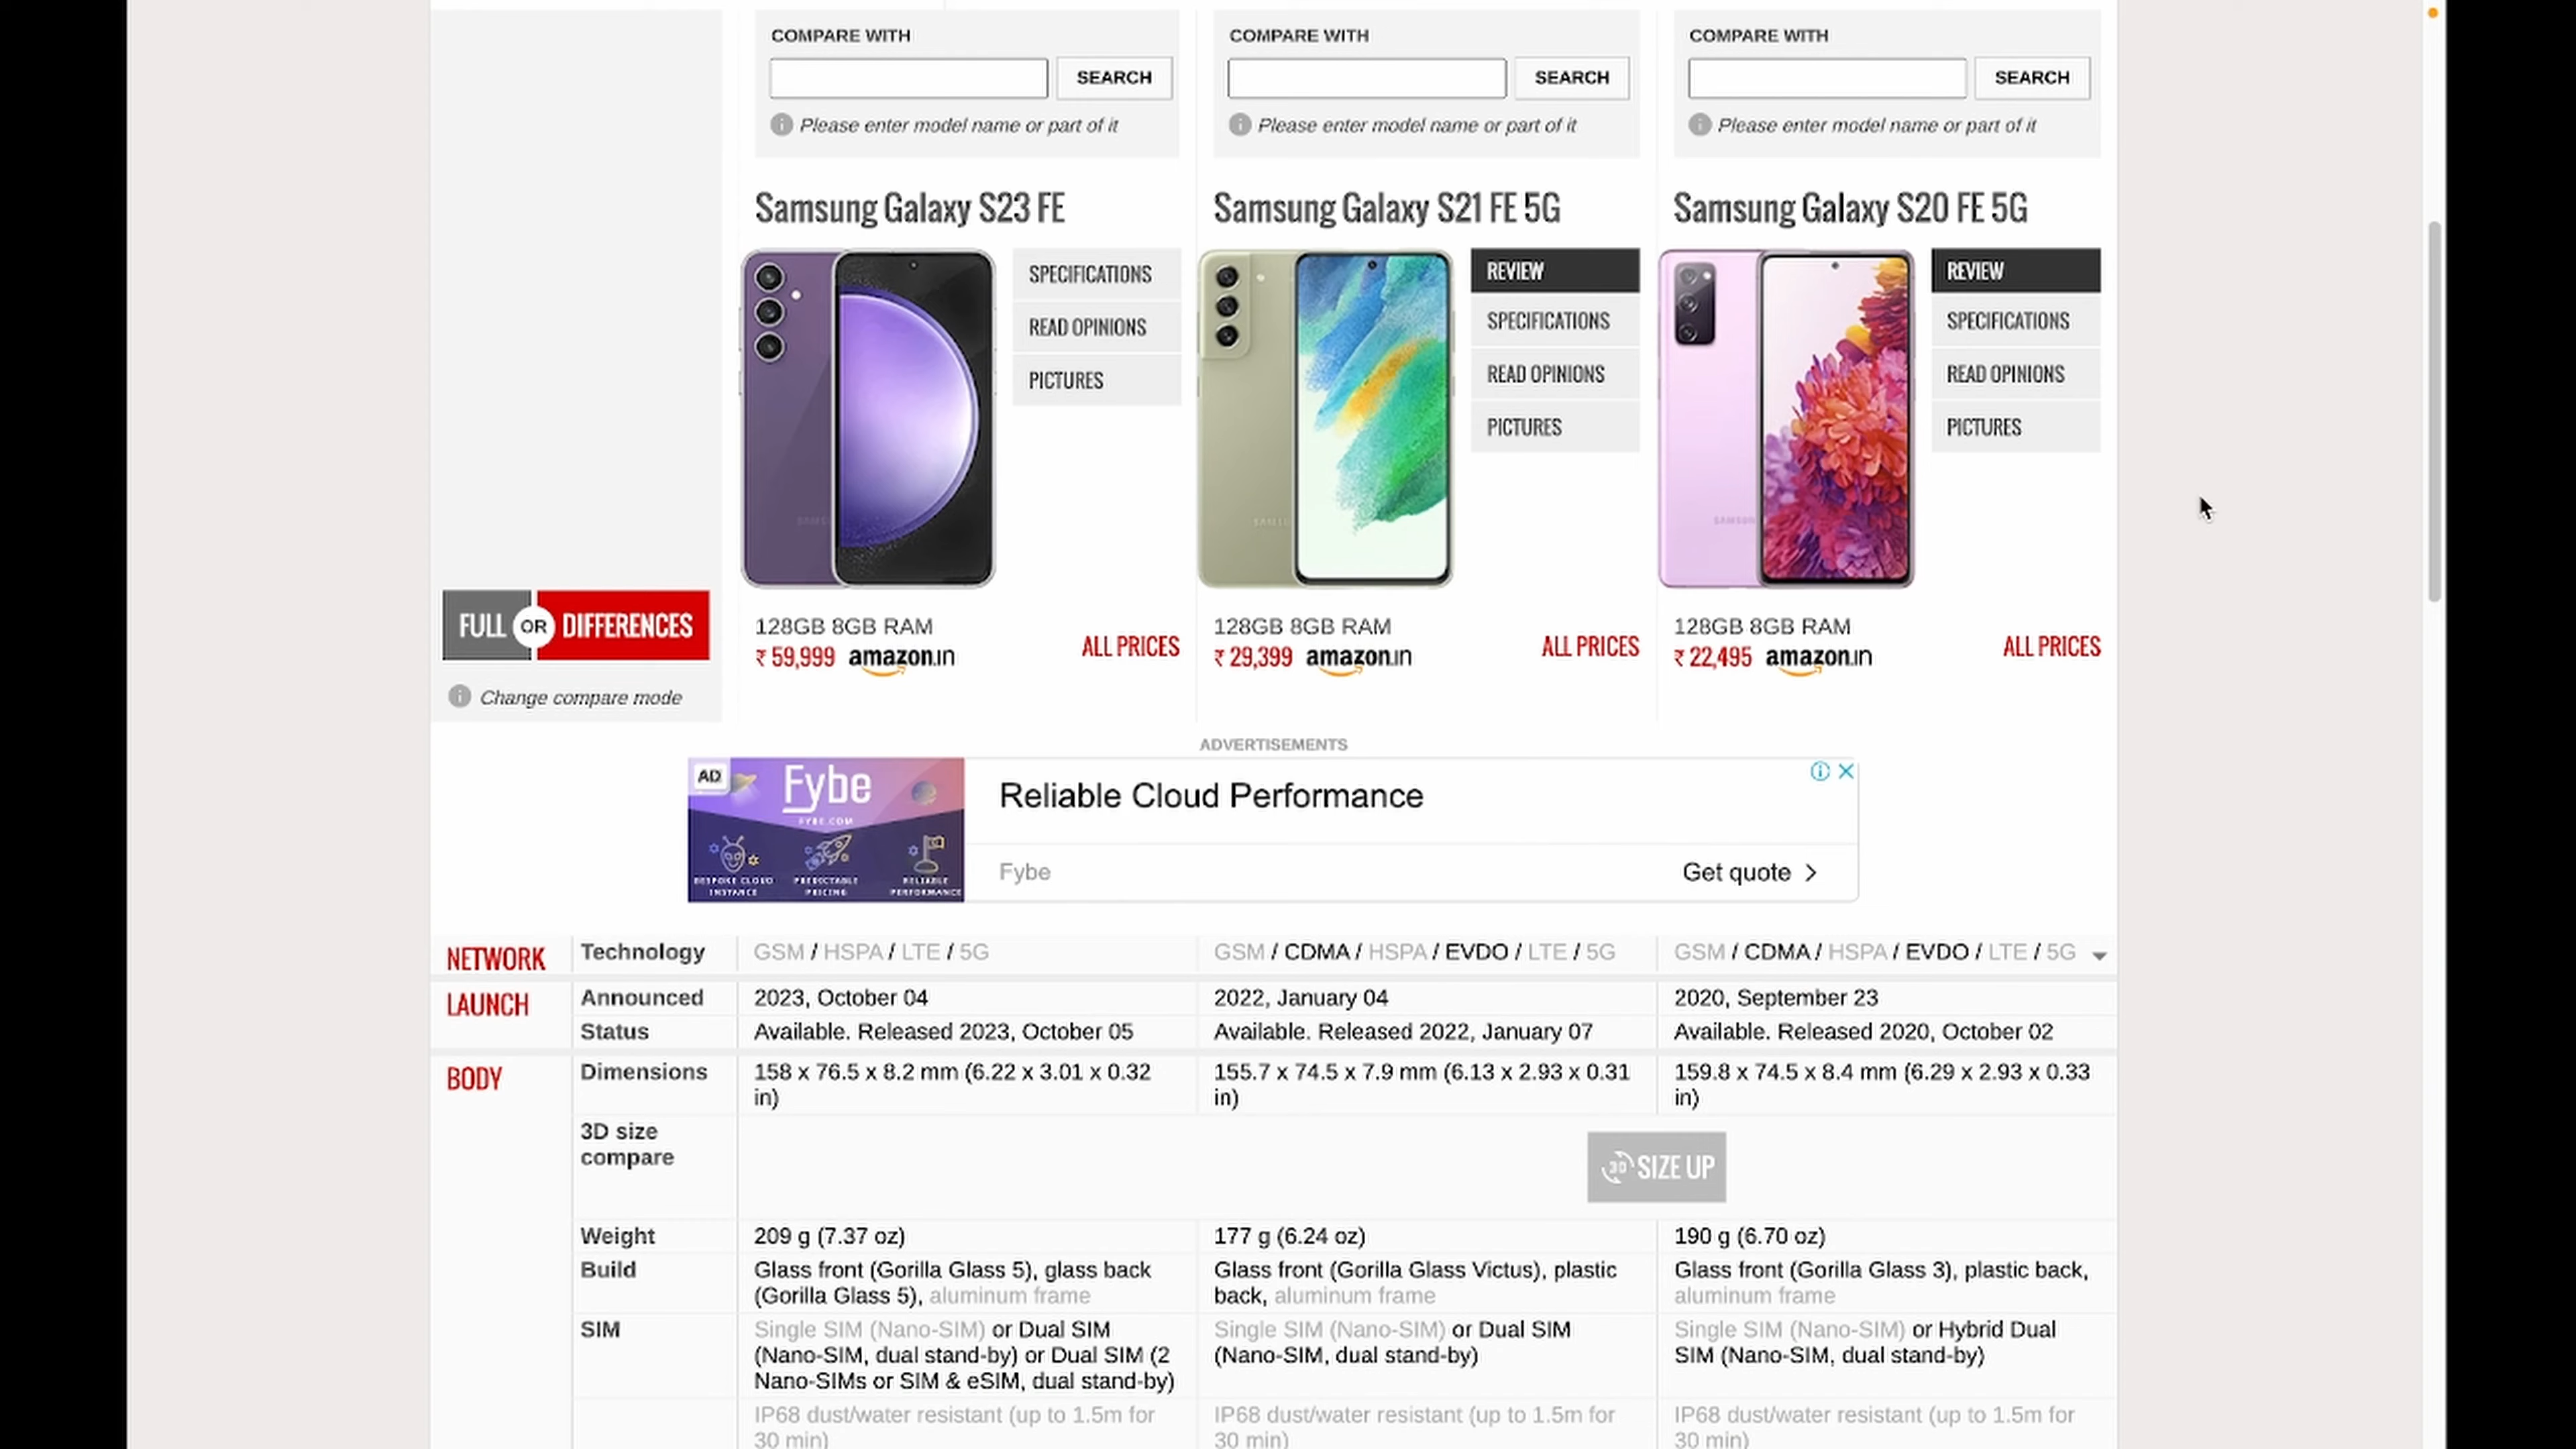 COMPARE WITH
SEARCH
Please enter model name or part of it
COMPARE WITH
SEARCH
Please enter model name or part of it
COMPARE WITH
SEARCH
Please enter model name or part of it
Samsung Galaxy S23 FE
SPECIFICATIONS
READ OPINIONS
PICTURES
Samsung Galaxy S21 FE 5G
REVIEW
SPECIFICATIONS
READ OPINIONS
PICTURES
Samsung Galaxy S20 FE 5G
REVIEW
SPECIFICATIONS
READ OPINIONS
PICTURES
SAMSUNG
FULL OR DIFFERENCES
Change compare mode
128GB 8GB RAM
₹ 59,999 amazon.in
ALL PRICES
128GB 8GB RAM
₹ 29,399 amazon.in
ALL PRICES
128GB 8GB RAM
₹ 22,495 amazon.in
ALL PRICES
ADVERTISEMENTS
AD
Fybe
FYBE.COM
BESPOKE CLOUD
INSTANCE
PREDICTABLE
PRICING
RELIABLE
PERFORMANCE
Reliable Cloud Performance
Fybe
Get quote
NETWORK Technology GSM / HSPA / LTE / 5G GSM / CDMA / HSPA / EVDO / LTE / 5G GSM / CDMA / HSPA / EVDO / LTE / 5G
LAUNCH Announced 2023, October 04 2022, January 04 2020, September 23
Status Available. Released 2023, October 05 Available. Released 2022, January 07 Available. Released 2020, October 02
BODY Dimensions
158 x 76.5 x 8.2 mm (6.22 x 3.01 x 0.32
in)
155.7 x 74.5 x 7.9 mm (6.13 x 2.93 x 0.31
in)
159.8 x 74.5 x 8.4 mm (6.29 x 2.93 x 0.33
in)
3D size
compare
3D SIZE UP
Weight 209 g (7.37 oz) 177 g (6.24 oz) 190 g (6.70 oz)
Build
Glass front (Gorilla Glass 5), glass back
(Gorilla Glass 5), aluminum frame
Glass front (Gorilla Glass Victus), plastic
back, aluminum frame
Glass front (Gorilla Glass 3), plastic back,
aluminum frame
SIM
Single SIM (Nano-SIM) or Dual SIM
(Nano-SIM, dual stand-by) or Dual SIM (2
Nano-SIMs or SIM & eSIM, dual stand-by)
Single SIM (Nano-SIM) or Dual SIM
(Nano-SIM, dual stand-by)
Single SIM (Nano-SIM) or Hybrid Dual
SIM (Nano-SIM, dual stand-by)
IP68 dust/water resistant (up to 1.5m for
30 min)
IP68 dust/water resistant (up to 1.5m for
30 min)
IP68 dust/water resistant (up to 1.5m for
30 min)